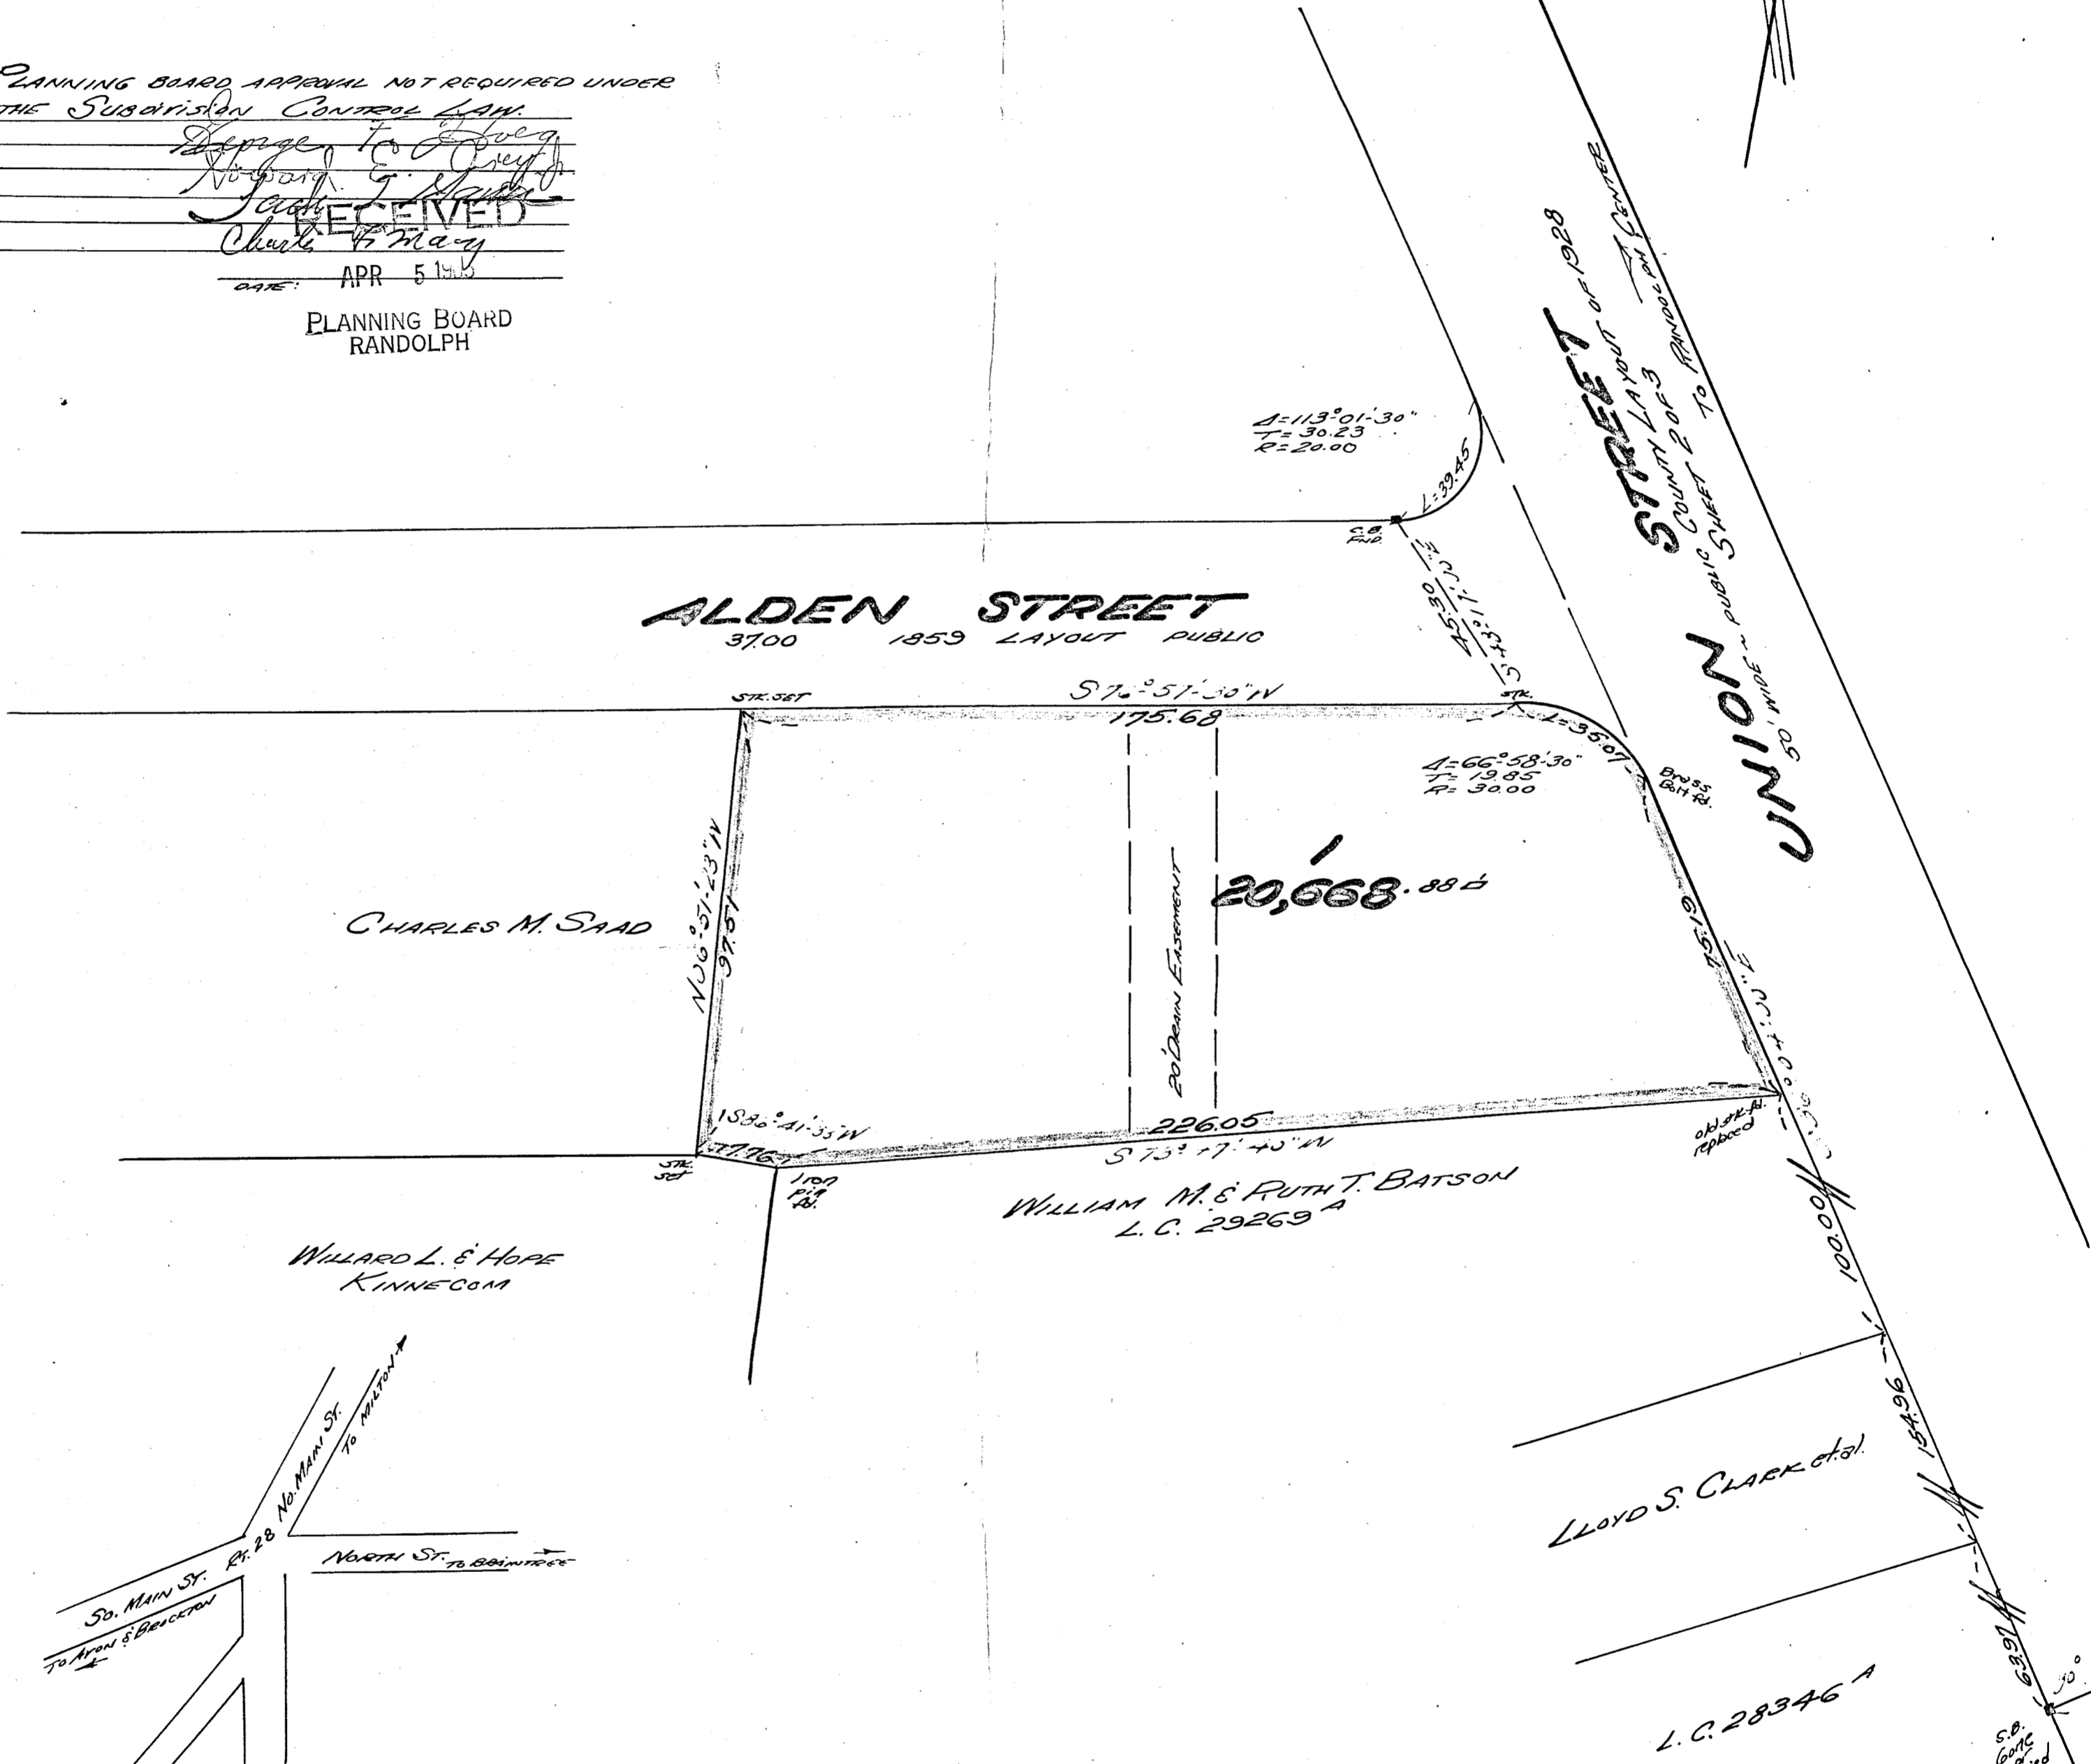 PLANNING BOARD APPROVAL NOT REQUIRED UNDER
THE SUBDIVISION CONTROL LAW.
RECEIVED
Charles F. Mary
DATE: APR 5
PLANNING BOARD
RANDOLPH
Δ=113°-01'-30"
T= 30.23
R= 20.00
L=39.45
C.B.
FND.
ALDEN STREET
37.00 1859 LAYOUT PUBLIC
45.30
UNION STREET
50' WIDE ~ PUBLIC COUNTY LAYOUT OF 1928
SHEET 2 OF 3
TO RANDOLPH CENTER
STK. SET
175.68
STK.
L=35.07
Δ=66°-58'-30"
T= 19.85
R= 30.00
Brass
Bolt fd.
97.51
CHARLES M. SAAD
20' DRAIN EASEMENT
1
20,668.88
75.19
17.76
226.05
STK.
SET
Iron
pin
fd.
old stk. fd.
replaced
WILLIAM M. & RUTH T. BATSON
L.C. 29269 A
WILLARD L. & HOPE
KINNECOM
100.00
154.96
LLOYD S. CLARK et.al.
63.97
L.C. 28346 A
90°
S.B.
gone
No. MAIN ST.
TO MILTON
RT. 28
NORTH ST. TO BRAINTREE
SO. MAIN ST.
TO AVON & BROCKTON